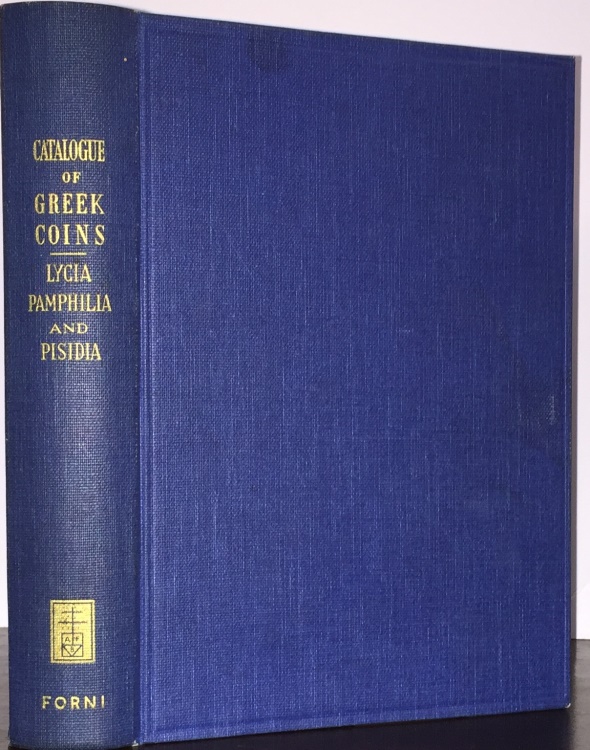 CATALOGUE
OF
GREEK
COINS
LYCIA
PAMPHILIA
AND
PISIDIA
FORNI